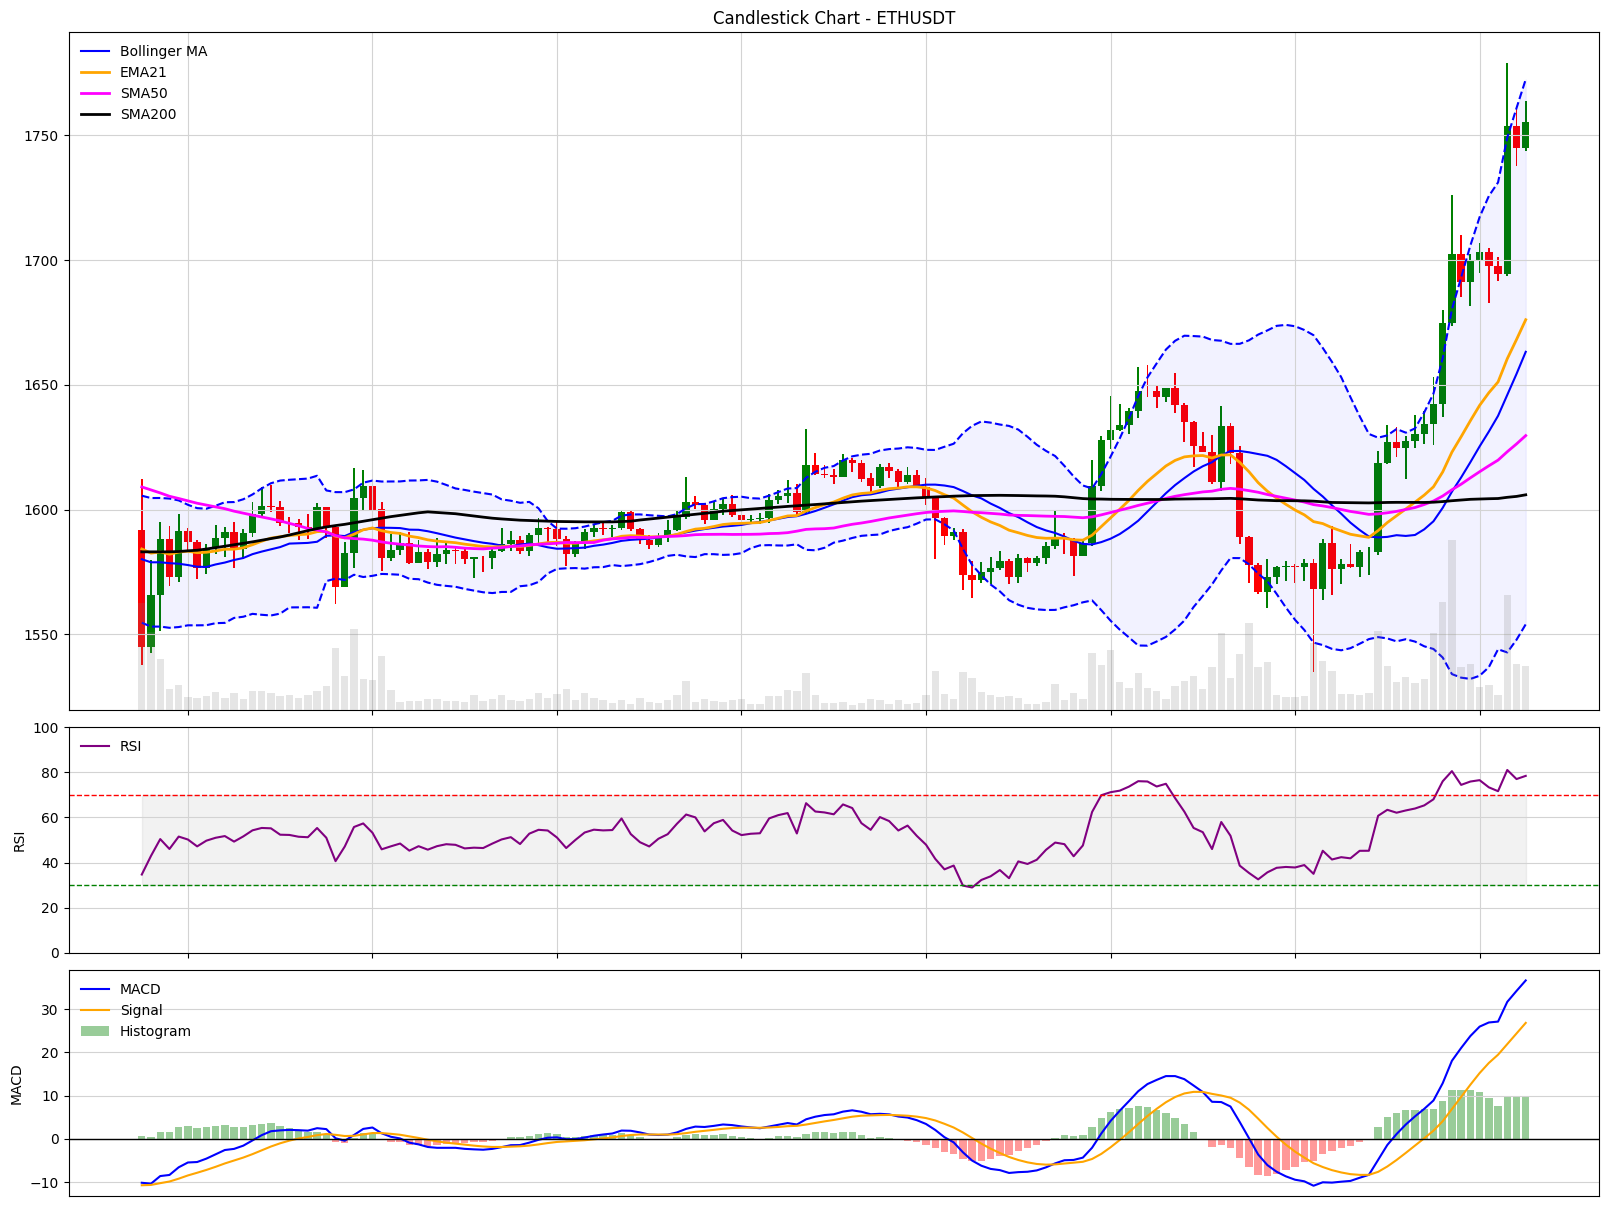 Candlestick Chart - ETHUSDT
Bollinger MA
EMA21
SMA50
SMA200
1750
1700
1650
1600
1550
RSI
100
80
60
40
20
0
RSI
MACD
Signal
Histogram
30
20
10
0
−10
MACD